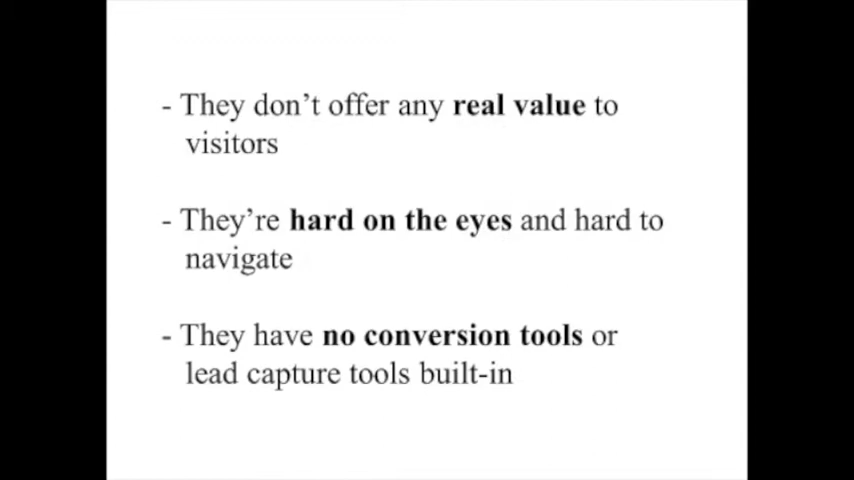 - They don’t offer any real value to
visitors
- They’re hard on the eyes and hard to
navigate
- They have no conversion tools or
lead capture tools built-in